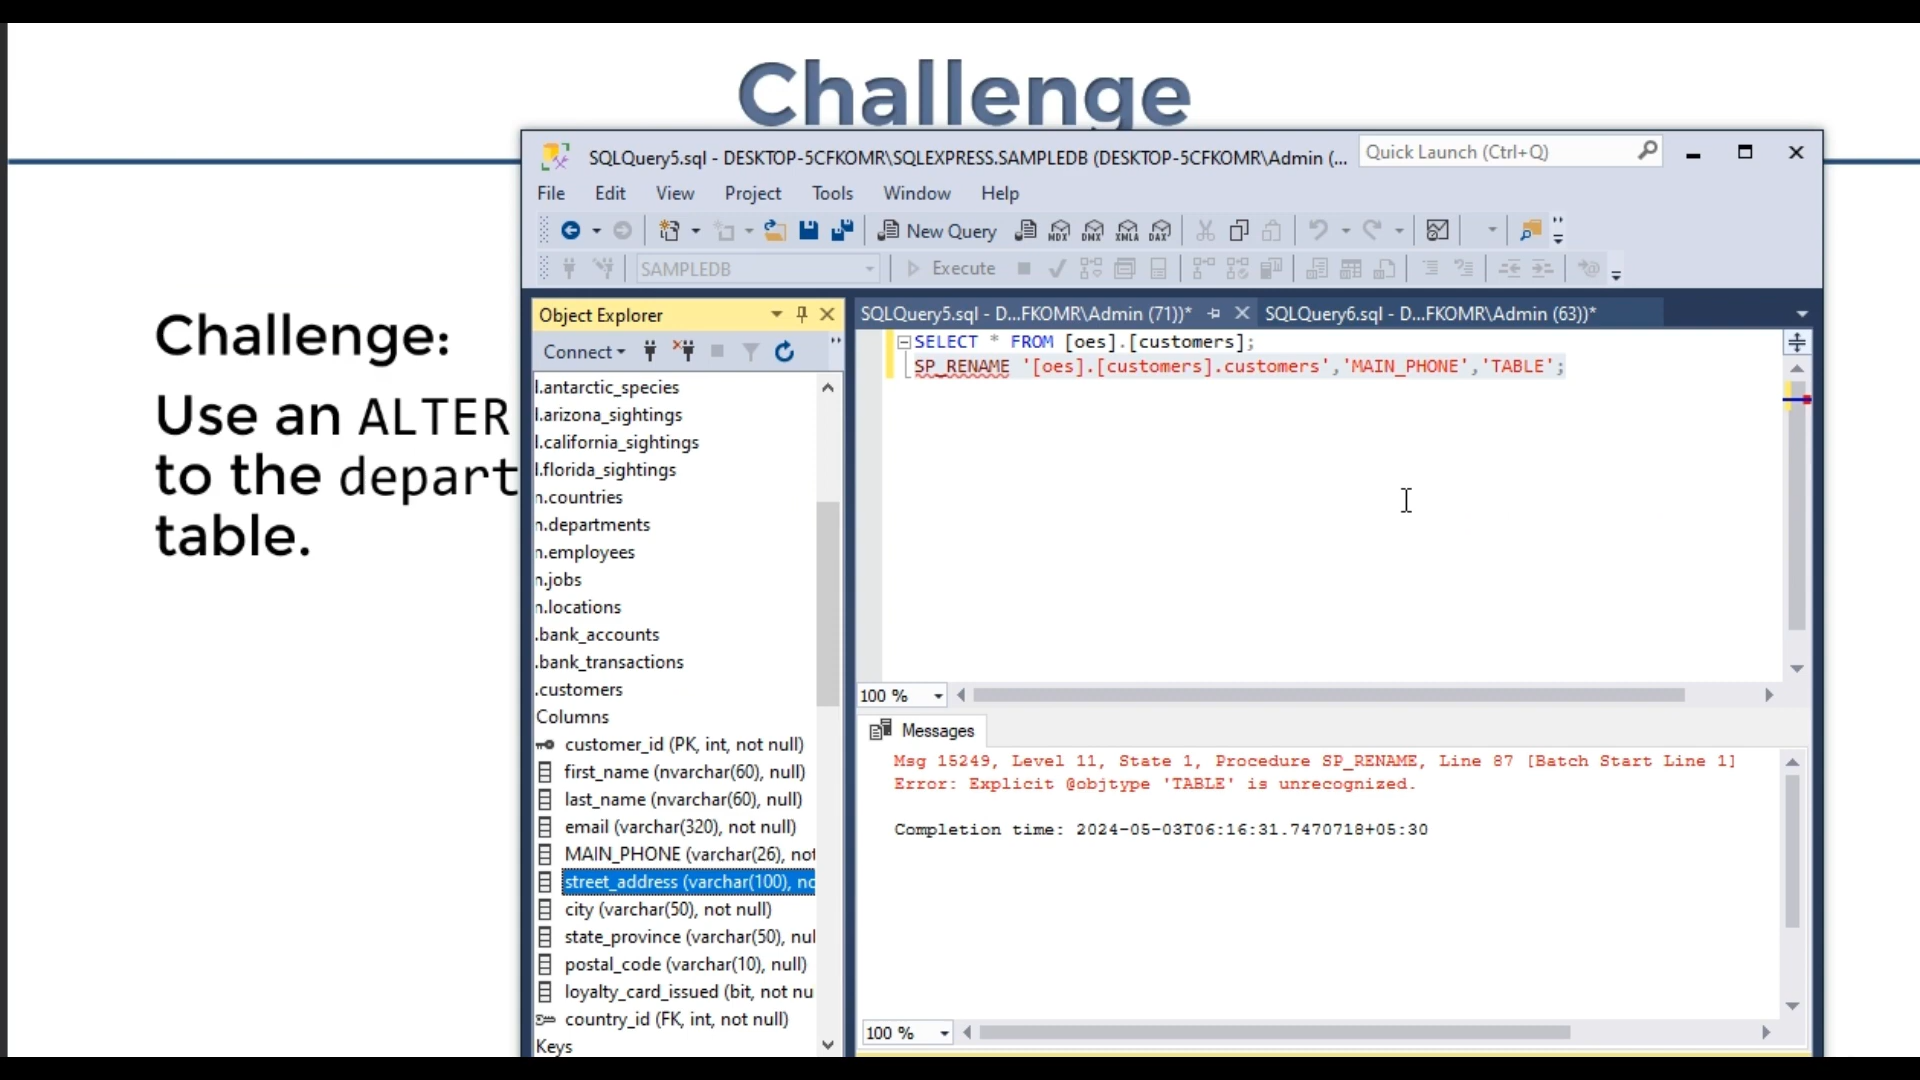 Challenge
Challenge:
Use an ALTER
to the depart
table.
SQLQuery5.sql - DESKTOP-5CFKOMR\SQLEXPRESS.SAMPLEDB (DESKTOP-5CFKOMR\Admin (...
Quick Launch (Ctrl+Q)
File Edit View Project Tools Window Help
New Query
MDX DMX XMLA DAX
SAMPLEDB
Execute
Object Explorer
Connect
l.antarctic_species
l.arizona_sightings
l.california_sightings
l.florida_sightings
n.countries
n.departments
n.employees
n.jobs
n.locations
.bank_accounts
.bank_transactions
.customers
Columns
customer_id (PK, int, not null)
first_name (nvarchar(60), null)
last_name (nvarchar(60), null)
email (varchar(320), not null)
MAIN_PHONE (varchar(26), not
street_address (varchar(100), no
city (varchar(50), not null)
state_province (varchar(50), nul
postal_code (varchar(10), null)
loyalty_card_issued (bit, not nu
country_id (FK, int, not null)
Keys
SQLQuery5.sql - D...FKOMR\Admin (71))*
SQLQuery6.sql - D...FKOMR\Admin (63))*
SELECT * FROM [oes].[customers];
SP_RENAME '[oes].[customers].customers','MAIN_PHONE','TABLE';
100 %
Messages
Msg 15249, Level 11, State 1, Procedure SP_RENAME, Line 87 [Batch Start Line 1]
Error: Explicit @objtype 'TABLE' is unrecognized.
Completion time: 2024-05-03T06:16:31.7470718+05:30
100 %